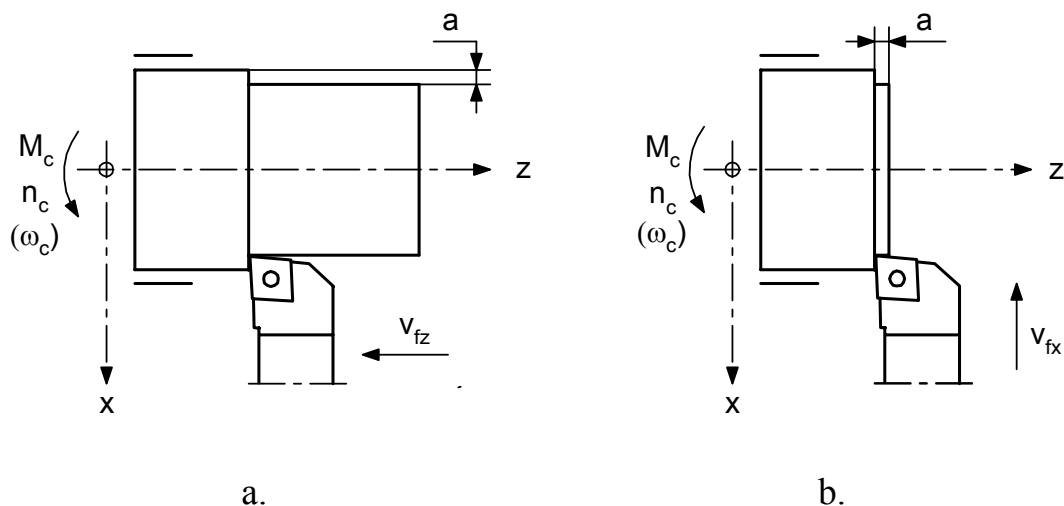 a
M_c
n_c
(ω_c)
z
v_fz
x
a.
a
M_c
n_c
(ω_c)
z
v_fx
x
b.